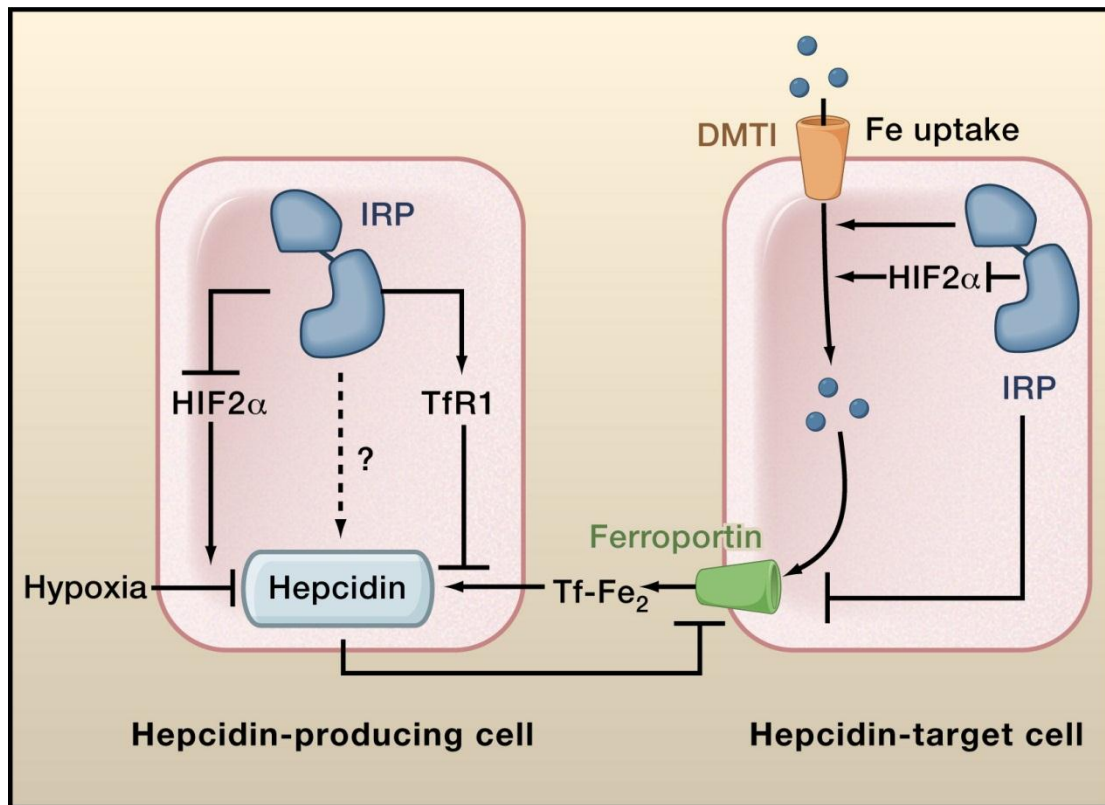 IRP
HIF2α
TfR1
?
Hypoxia
Hepcidin
Tf-Fe2
Ferroportin
DMTI
Fe uptake
HIF2α
IRP
Hepcidin-producing cell
Hepcidin-target cell